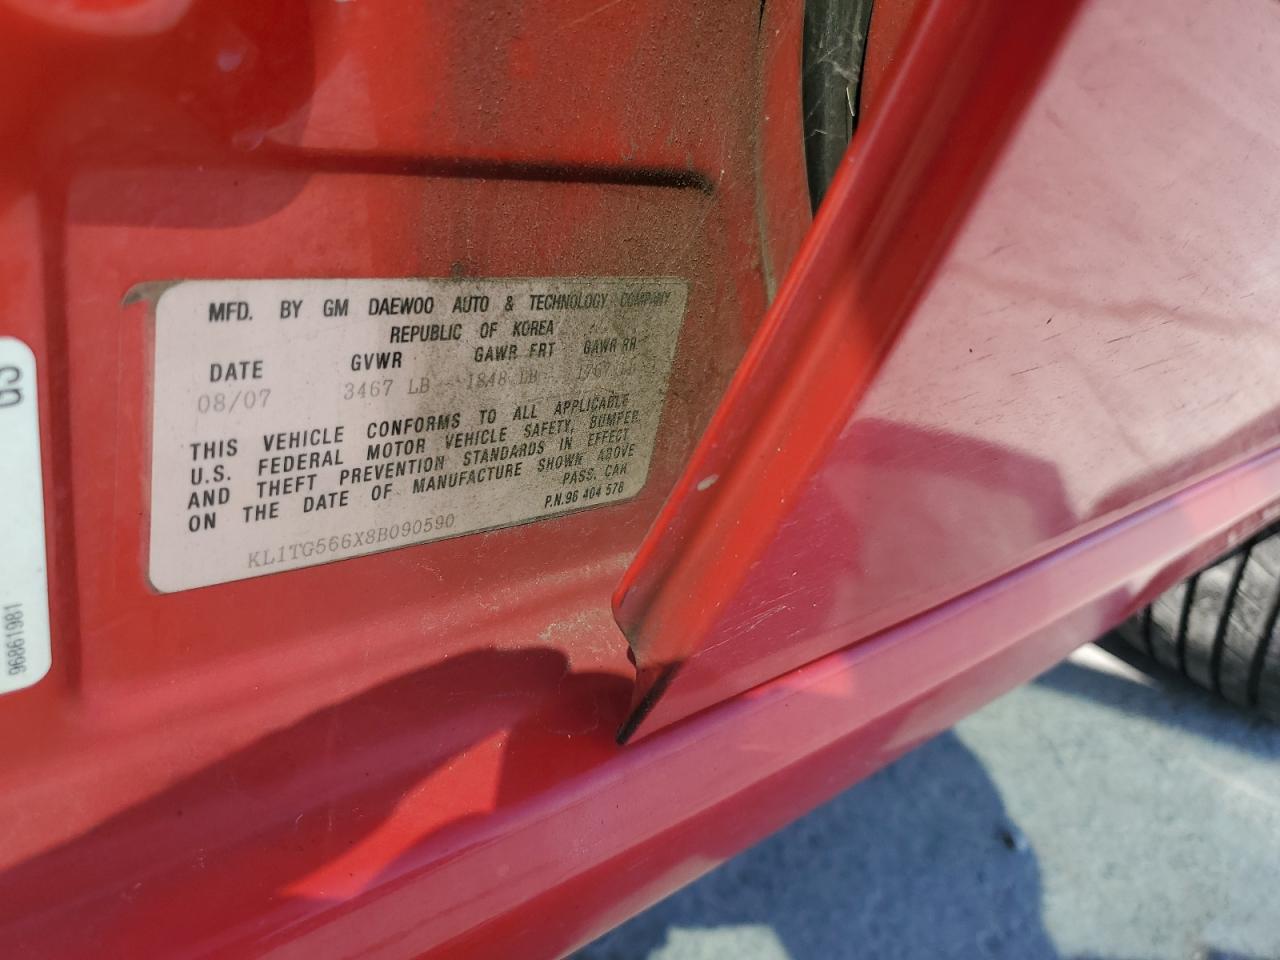 MFD. BY GM DAEWOO AUTO & TECHNOLOGY COMPANY
REPUBLIC OF KOREA
DATE GVWR GAWR FRT GAWR RR
08/07 3467 LB 1848 LB 1767 LB
THIS VEHICLE CONFORMS TO ALL APPLICABLE
U.S. FEDERAL MOTOR VEHICLE SAFETY, BUMPER,
AND THEFT PREVENTION STANDARDS IN EFFECT
ON THE DATE OF MANUFACTURE SHOWN ABOVE
PASS. CAR
P.N.96 404 578
KL1TG566X8B090590
96861981